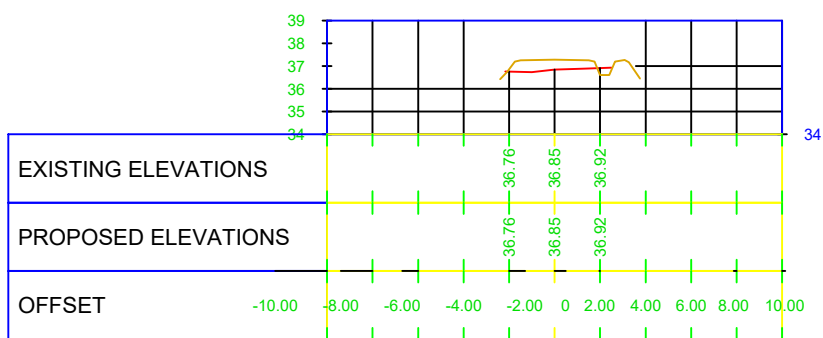 39
38
37
36
35
34
34
EXISTING ELEVATIONS 36.76 36.85 36.92
PROPOSED ELEVATIONS 36.76 36.85 36.92
OFFSET -10.00 -8.00 -6.00 -4.00 -2.00 0 2.00 4.00 6.00 8.00 10.00